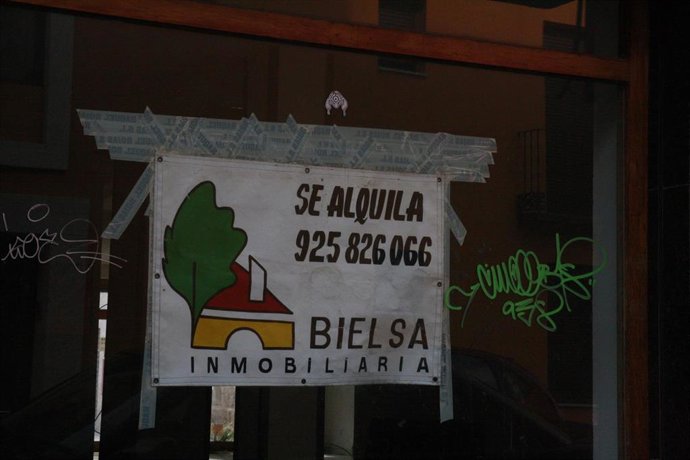 SE ALQUILA
925 826 066
BIELSA
INMOBILIARIA